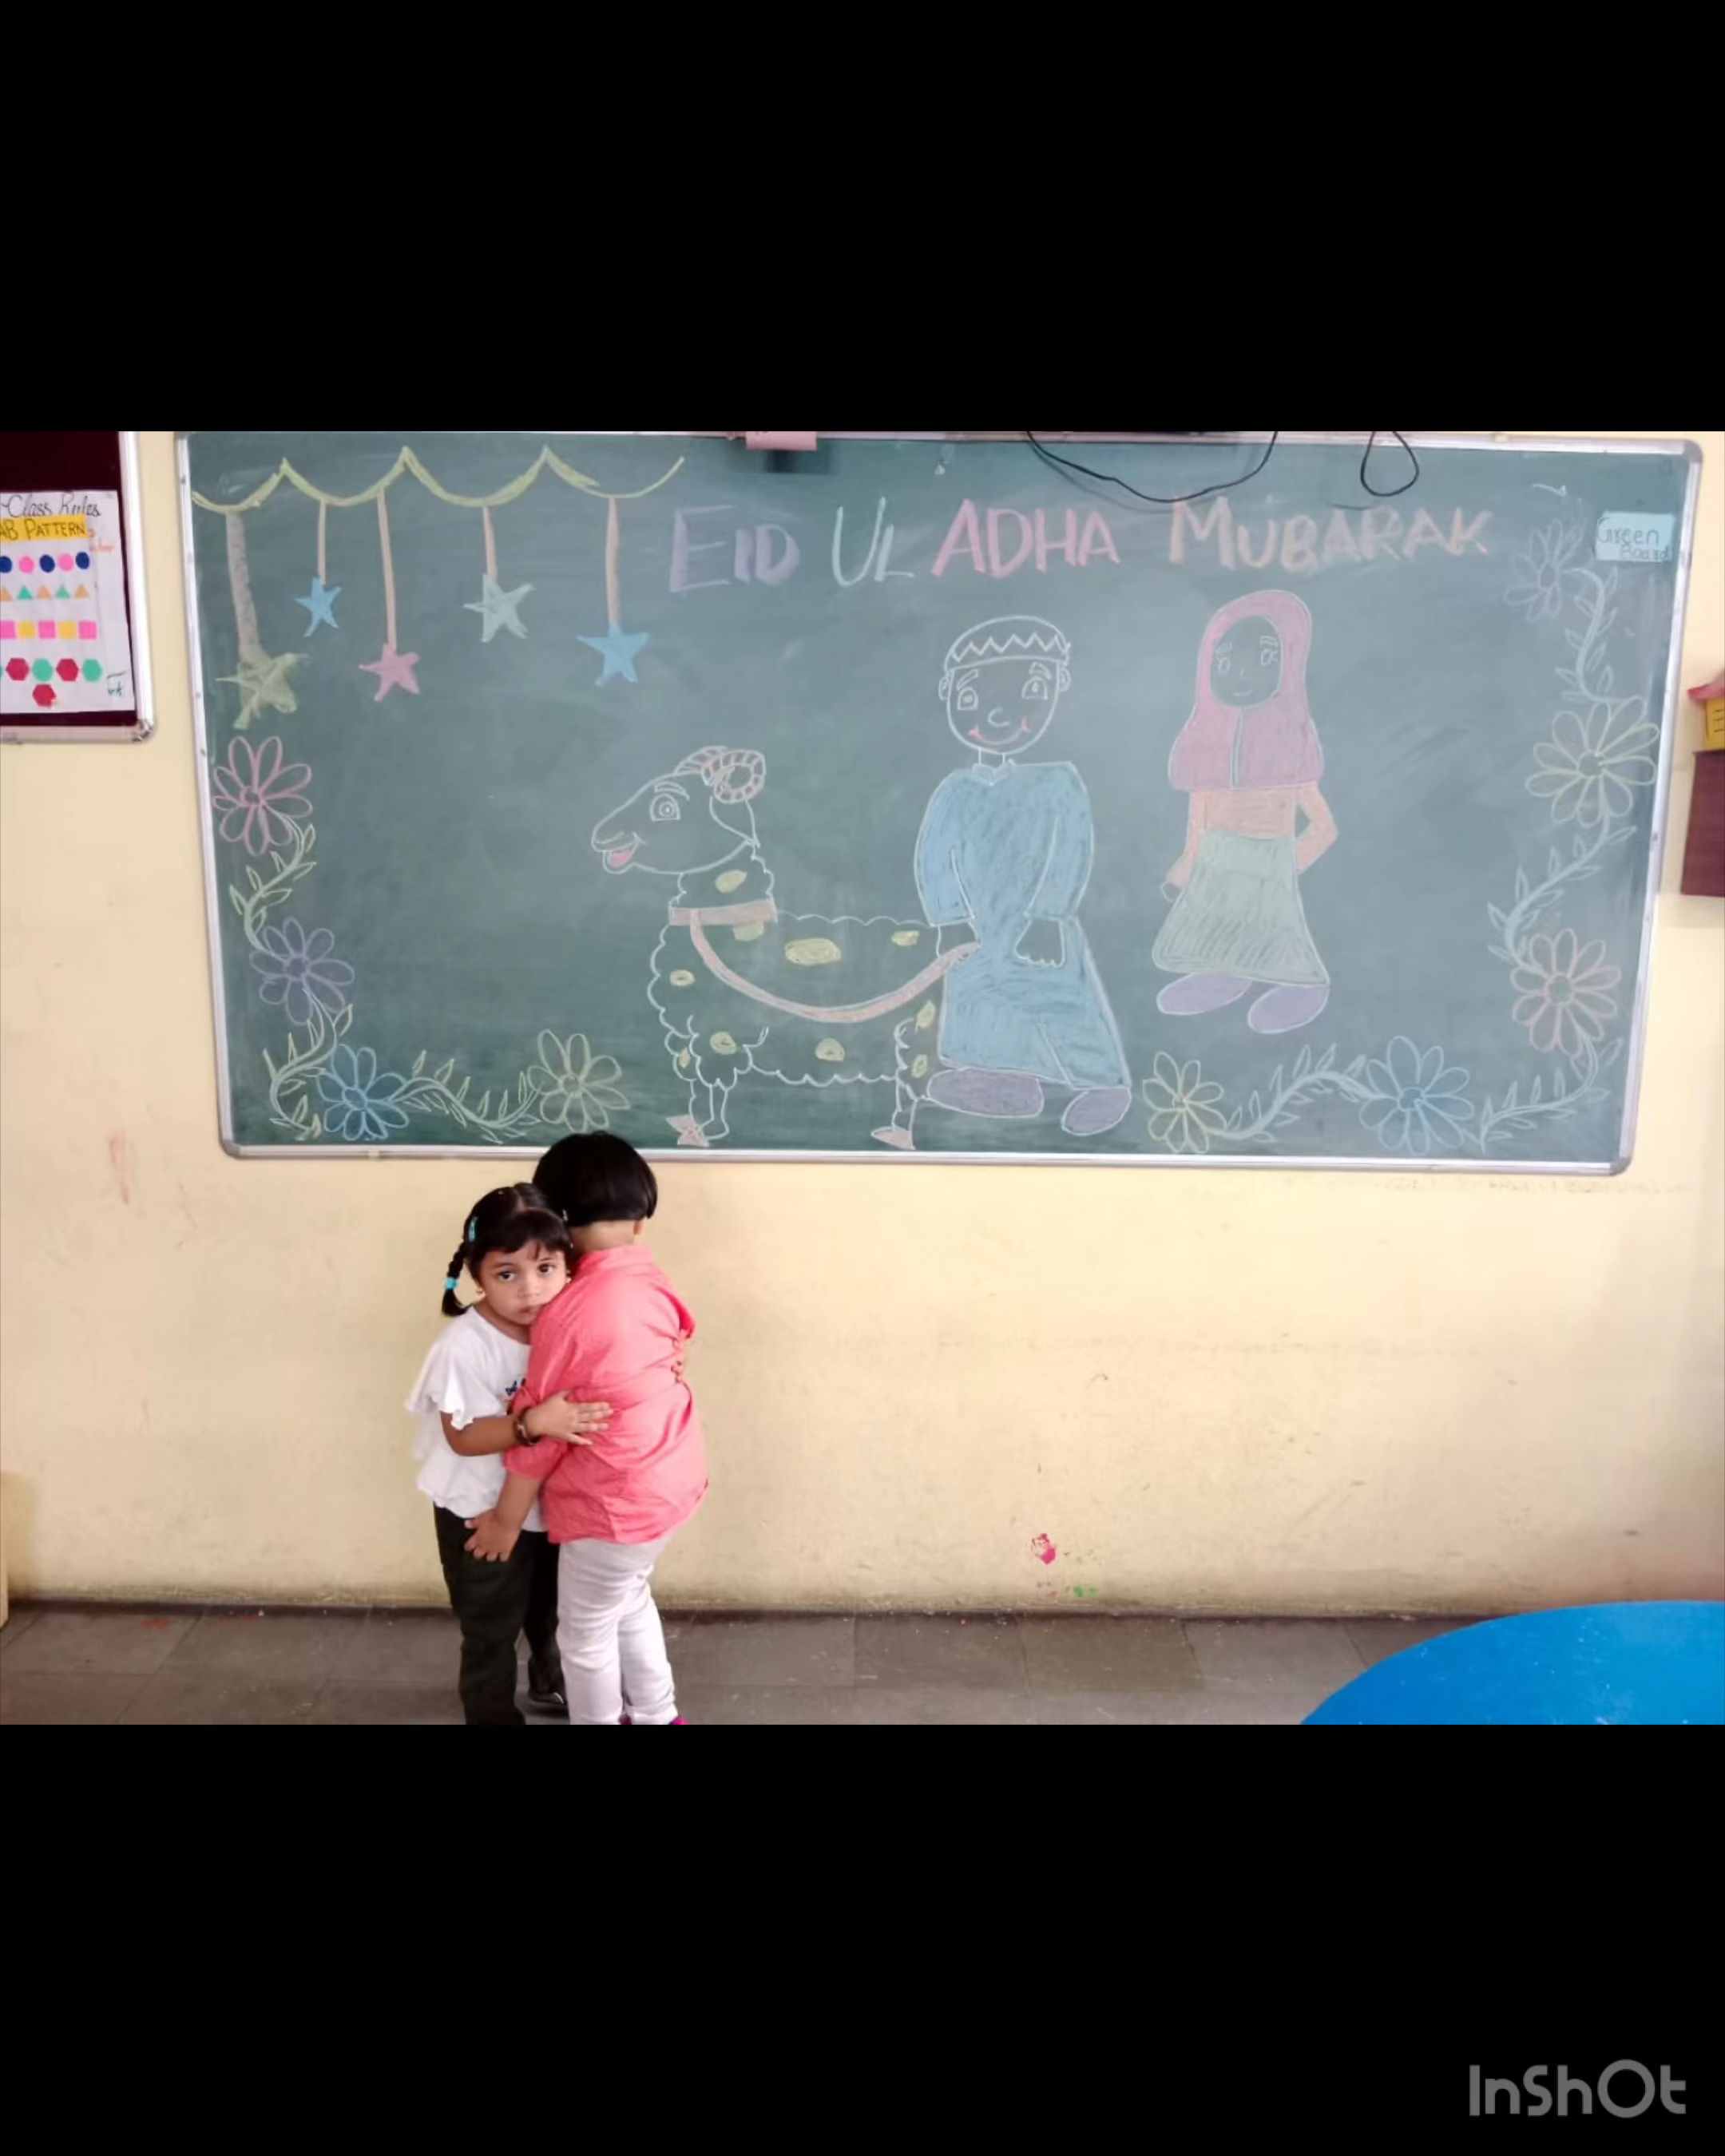 Class Rules
AB PATTERN
EID UL ADHA MUBARAK
Green
Board
InShOt